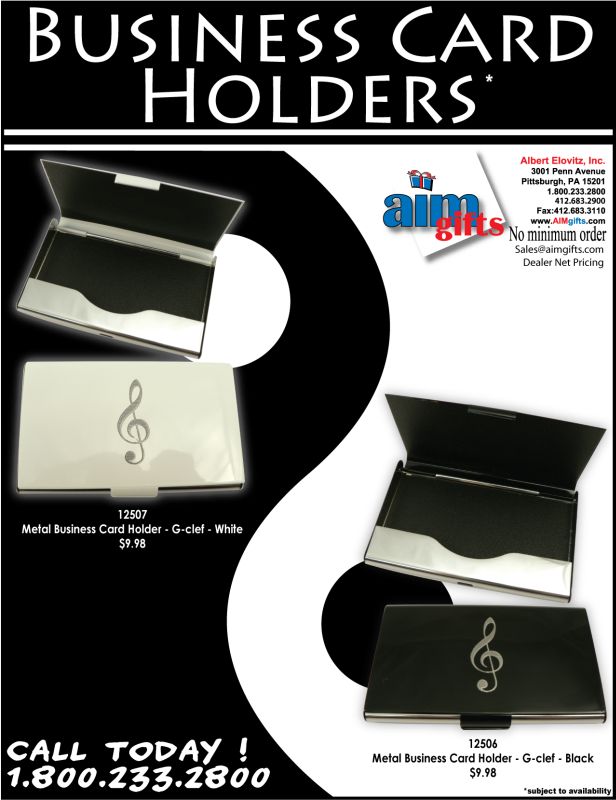 BUSINESS CARD
HOLDERS*
aim
gifts
Albert Elovitz, Inc.
3001 Penn Avenue
Pittsburgh, PA 15201
1.800.233.2800
412.683.2900
Fax:412.683.3110
www.AIMgifts.com
No minimum order
Sales@aimgifts.com
Dealer Net Pricing
12507
Metal Business Card Holder - G-clef - White
$9.98
12506
Metal Business Card Holder - G-clef - Black
$9.98
CALL TODAY !
1.800.233.2800
*subject to availability